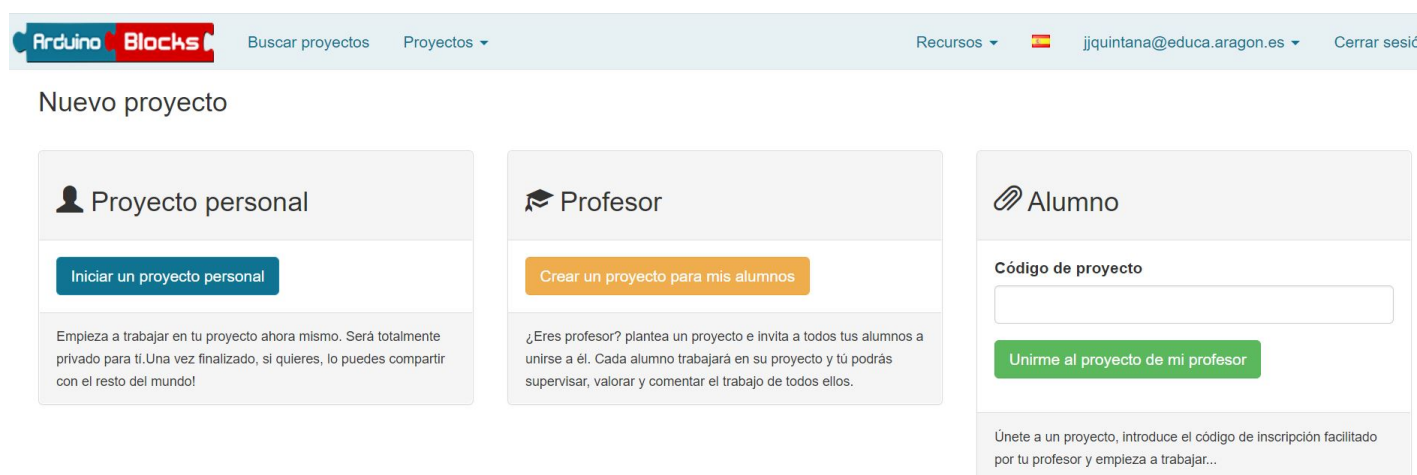 Arduino Blocks
Buscar proyectos
Proyectos
Recursos
jjquintana@educa.aragon.es
Cerrar sesió
Nuevo proyecto
Proyecto personal
Iniciar un proyecto personal
Empieza a trabajar en tu proyecto ahora mismo. Será totalmente
privado para tí.Una vez finalizado, si quieres, lo puedes compartir
con el resto del mundo!
Profesor
Crear un proyecto para mis alumnos
¿Eres profesor? plantea un proyecto e invita a todos tus alumnos a
unirse a él. Cada alumno trabajará en su proyecto y tú podrás
supervisar, valorar y comentar el trabajo de todos ellos.
Alumno
Código de proyecto
Unirme al proyecto de mi profesor
Únete a un proyecto, introduce el código de inscripción facilitado
por tu profesor y empieza a trabajar...